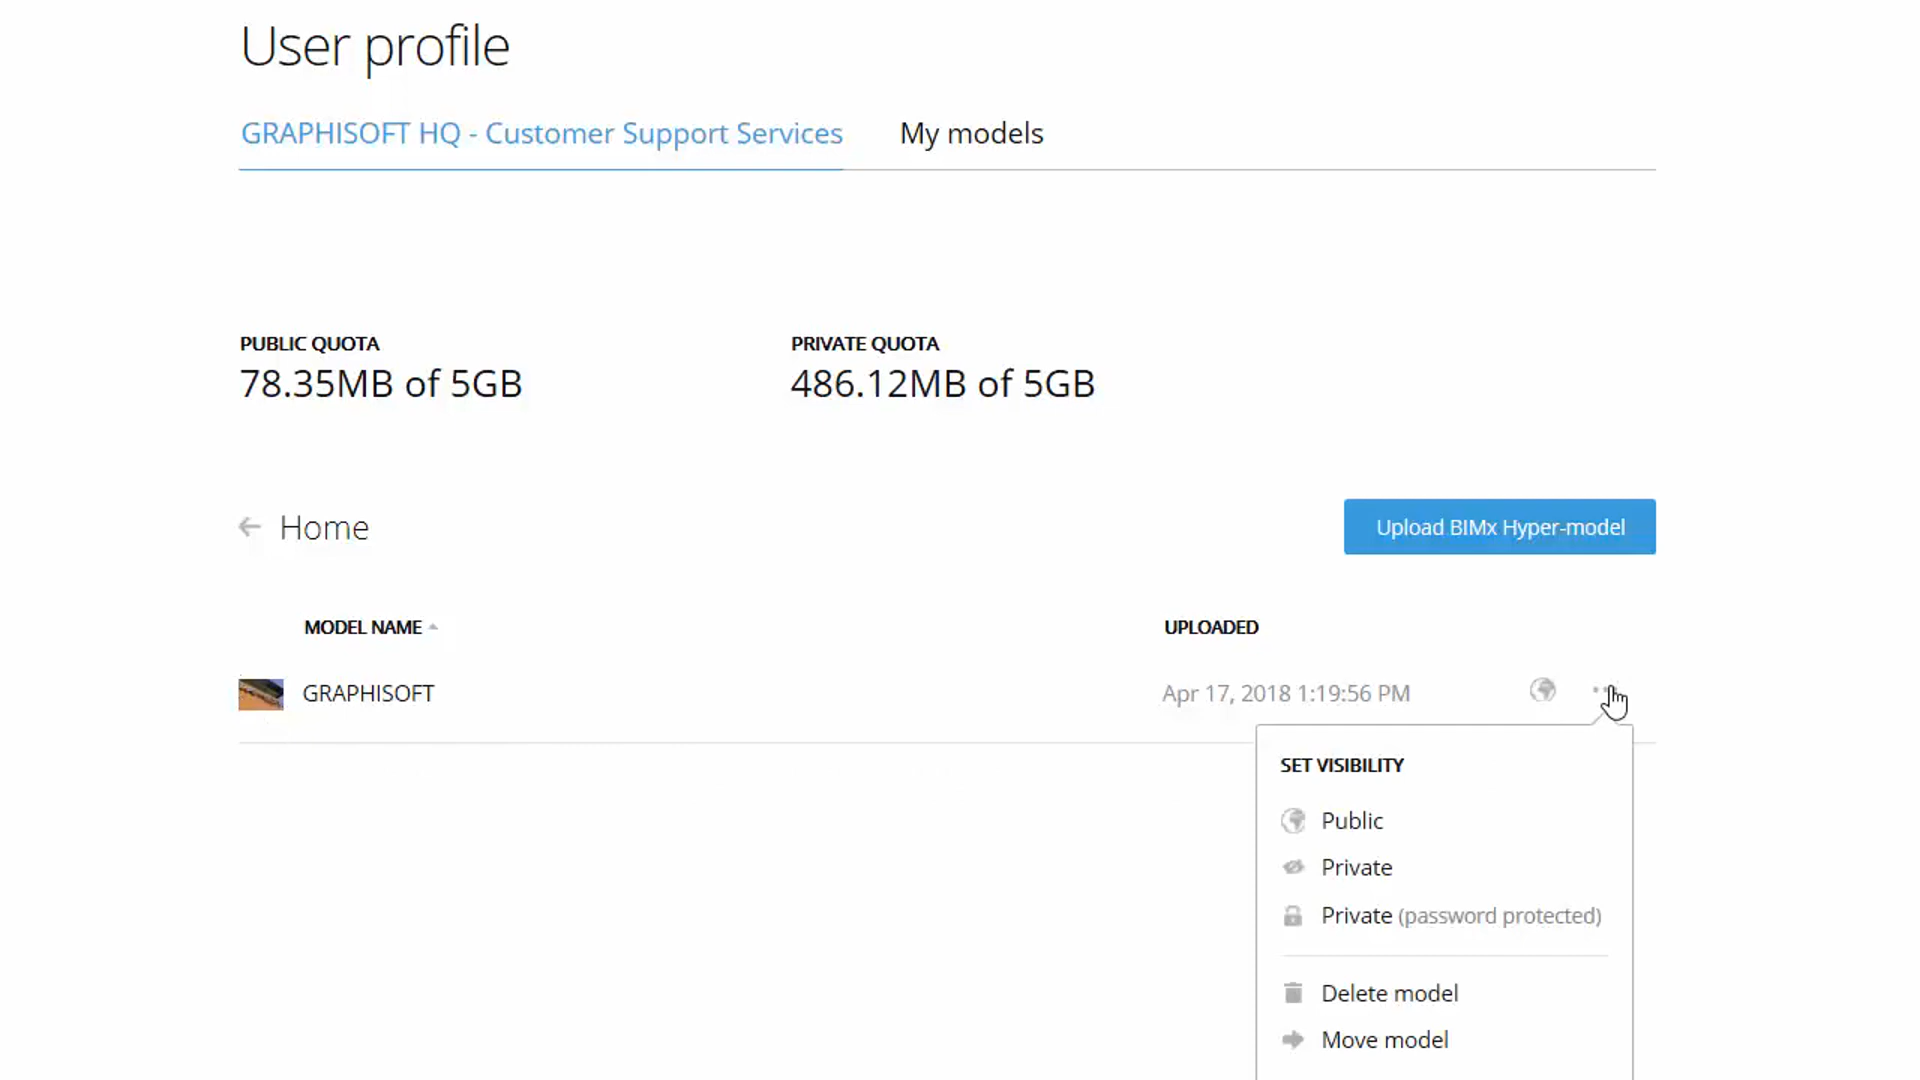 User profile
GRAPHISOFT HQ - Customer Support Services My models
PUBLIC QUOTA PRIVATE QUOTA
78.35MB of 5GB 486.12MB of 5GB
Home Upload BIMx Hyper-model
MODEL NAME UPLOADED
GRAPHISOFT Apr 17, 2018 1:19:56 PM
SET VISIBILITY
Public
Private
Private (password protected)
Delete model
Move model